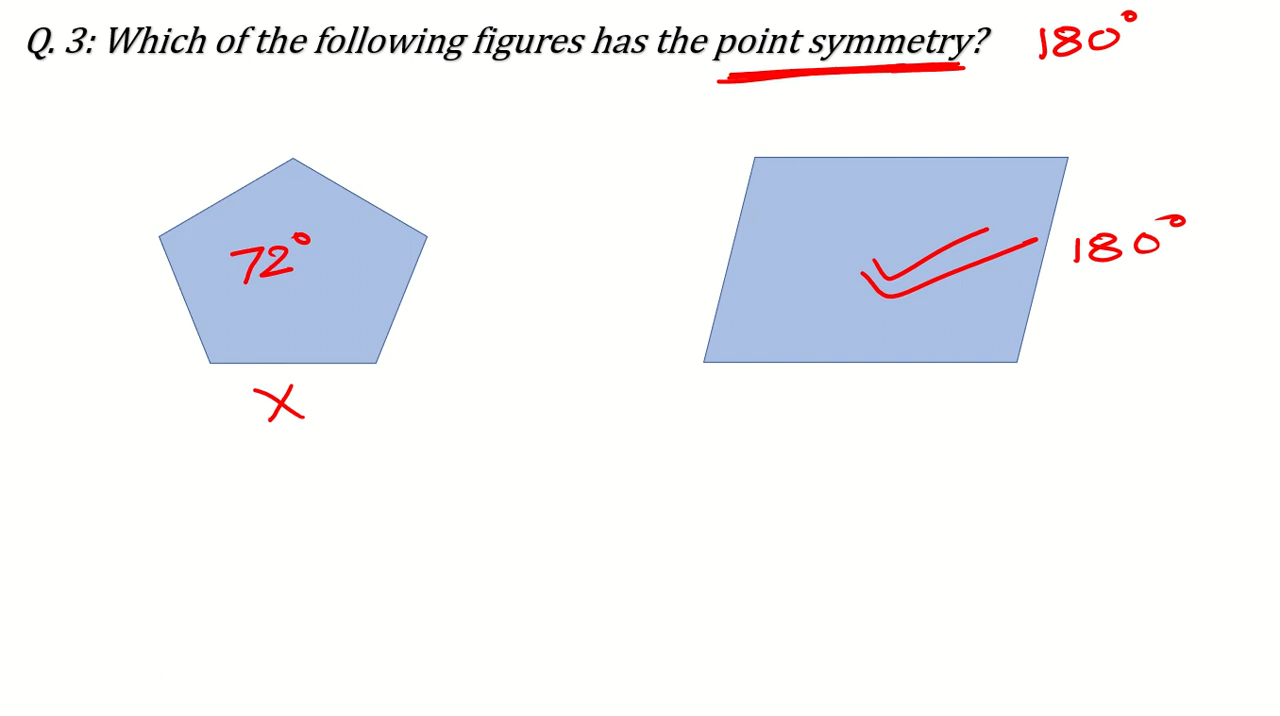 Q. 3: Which of the following figures has the point symmetry? 180°
72°
180°
X